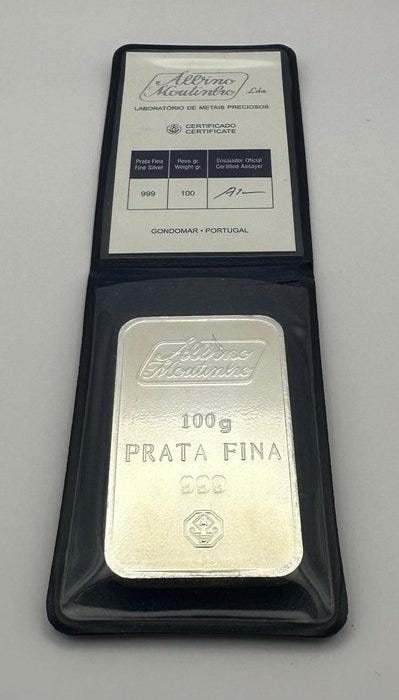 Albino
Moutinho Lda.
LABORATÓRIO DE METAIS PRECIOSOS
CERTIFICADO
CERTIFICATE
Prata Fina
Fine Silver
Peso gr.
Weight gr.
Ensaiador Oficial
Certified Assayer
999
100
GONDOMAR - PORTUGAL
Albino
Moutinho
100g
PRATA FINA
999